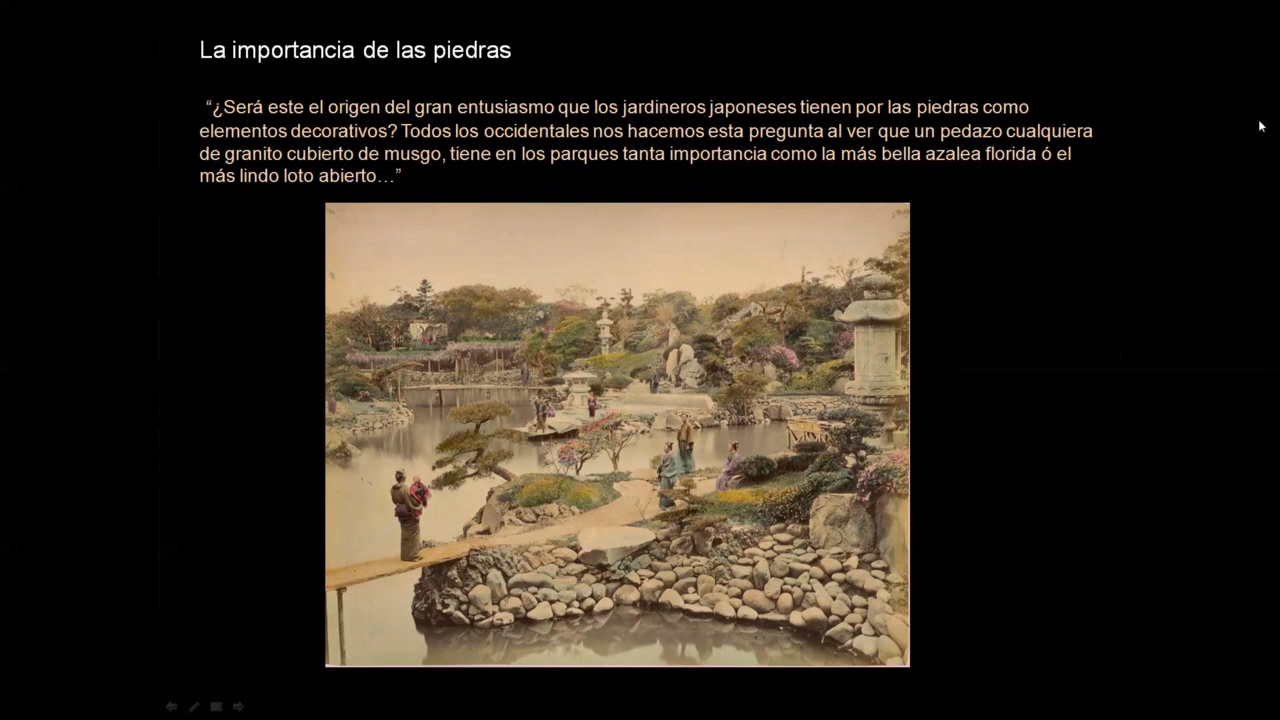 La importancia de las piedras
“¿Será este el origen del gran entusiasmo que los jardineros japoneses tienen por las piedras como
elementos decorativos? Todos los occidentales nos hacemos esta pregunta al ver que un pedazo cualquiera
de granito cubierto de musgo, tiene en los parques tanta importancia como la más bella azalea florida ó el
más lindo loto abierto…”